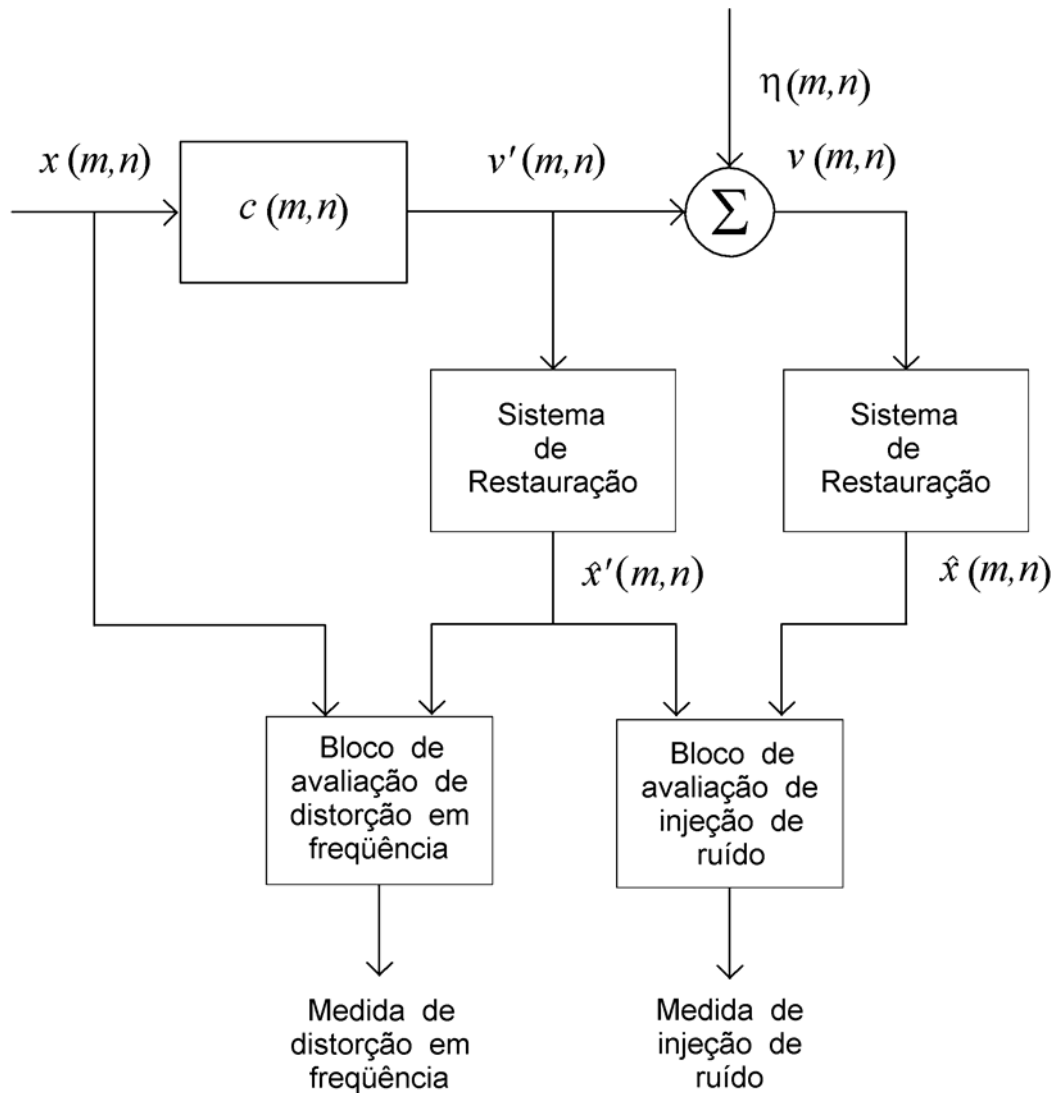 η(m,n)
x(m,n)
v'(m,n)
v(m,n)
c(m,n)
Σ
Sistema
de
Restauração
Sistema
de
Restauração
x̂'(m,n)
x̂(m,n)
Bloco de
avaliação de
distorção em
freqüência
Bloco de
avaliação de
injeção de
ruído
Medida de
distorção em
freqüência
Medida de
injeção de
ruído